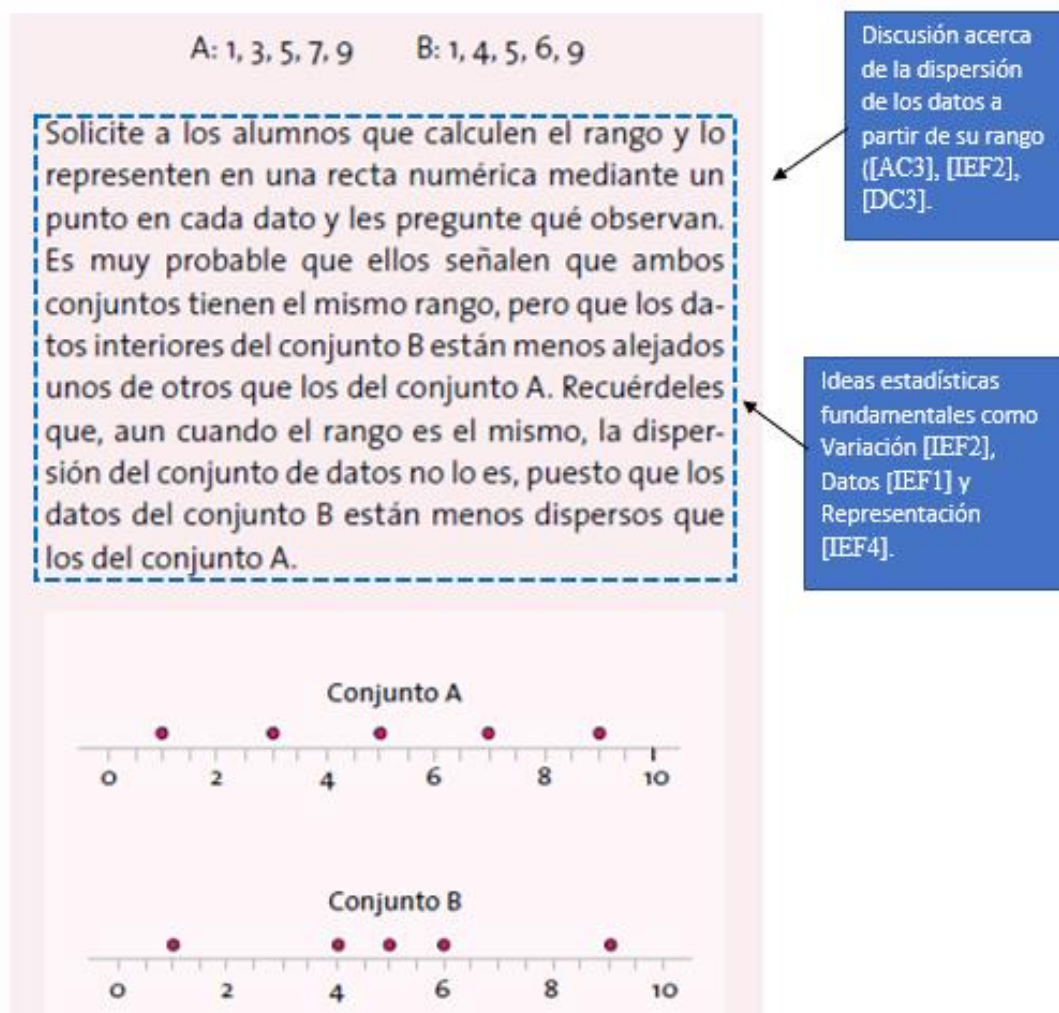 A: 1, 3, 5, 7, 9 B: 1, 4, 5, 6, 9
Solicite a los alumnos que calculen el rango y lo
representen en una recta numérica mediante un
punto en cada dato y les pregunte qué observan.
Es muy probable que ellos señalen que ambos
conjuntos tienen el mismo rango, pero que los da-
tos interiores del conjunto B están menos alejados
unos de otros que los del conjunto A. Recuérdeles
que, aun cuando el rango es el mismo, la disper-
sión del conjunto de datos no lo es, puesto que los
datos del conjunto B están menos dispersos que
los del conjunto A.
Discusión acerca
de la dispersión
de los datos a
partir de su rango
([AC3], [IEF2],
[DC3].
Ideas estadísticas
fundamentales como
Variación [IEF2],
Datos [IEF1] y
Representación
[IEF4].
Conjunto A
0 2 4 6 8 10
Conjunto B
0 2 4 6 8 10